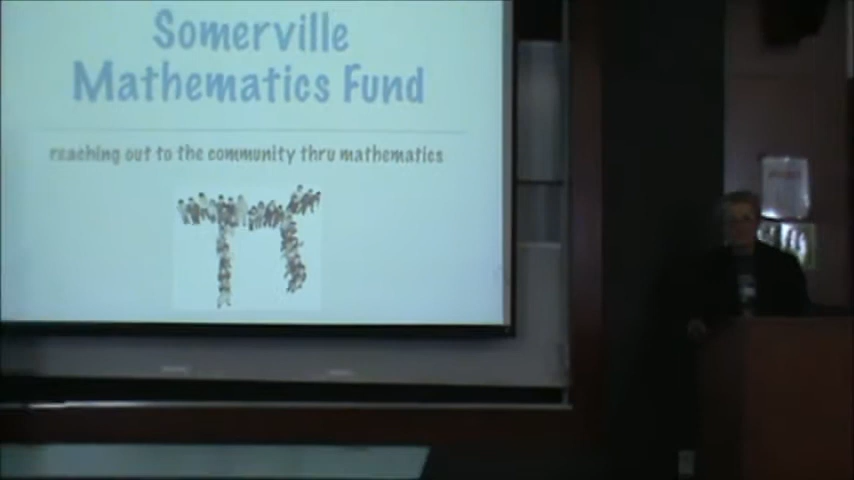 Somerville
Mathematics Fund
reaching out to the community thru mathematics